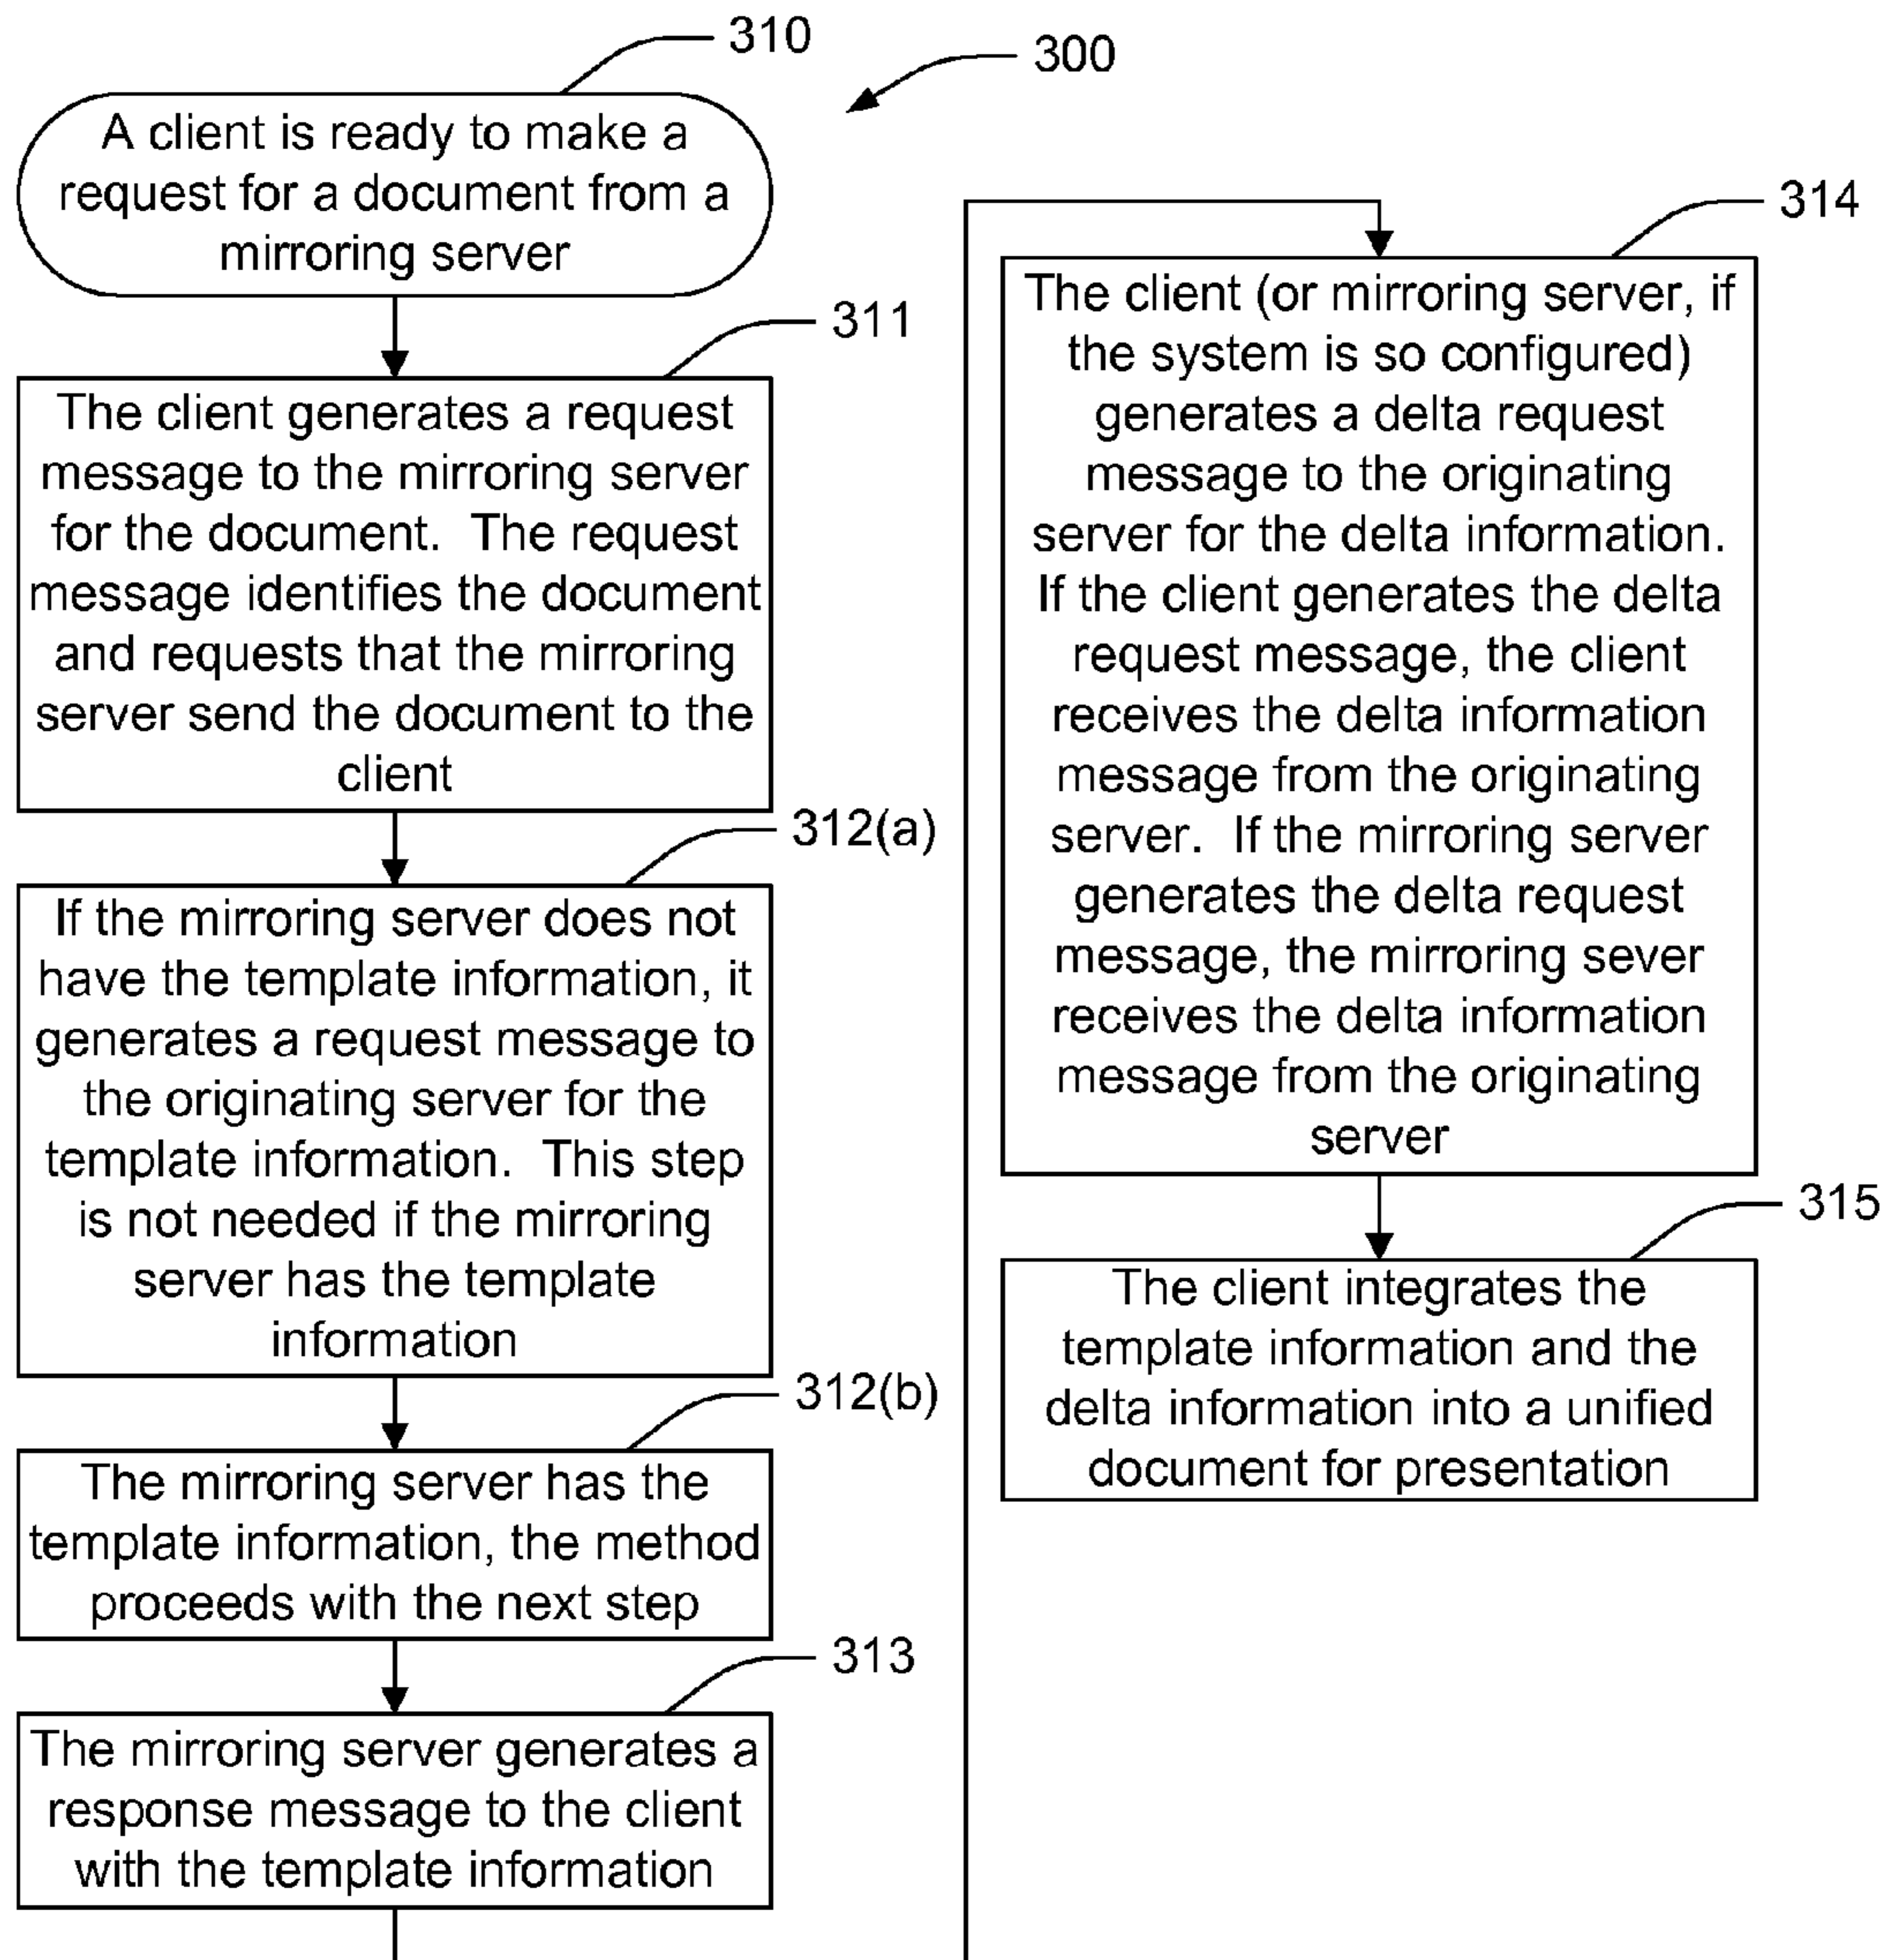 310
300
A client is ready to make a
request for a document from a
mirroring server
311
The client generates a request
message to the mirroring server
for the document. The request
message identifies the document
and requests that the mirroring
server send the document to the
client
312(a)
If the mirroring server does not
have the template information, it
generates a request message to
the originating server for the
template information. This step
is not needed if the mirroring
server has the template
information
312(b)
The mirroring server has the
template information, the method
proceeds with the next step
313
The mirroring server generates a
response message to the client
with the template information
314
The client (or mirroring server, if
the system is so configured)
generates a delta request
message to the originating
server for the delta information.
If the client generates the delta
request message, the client
receives the delta information
message from the originating
server. If the mirroring server
generates the delta request
message, the mirroring sever
receives the delta information
message from the originating
server
315
The client integrates the
template information and the
delta information into a unified
document for presentation